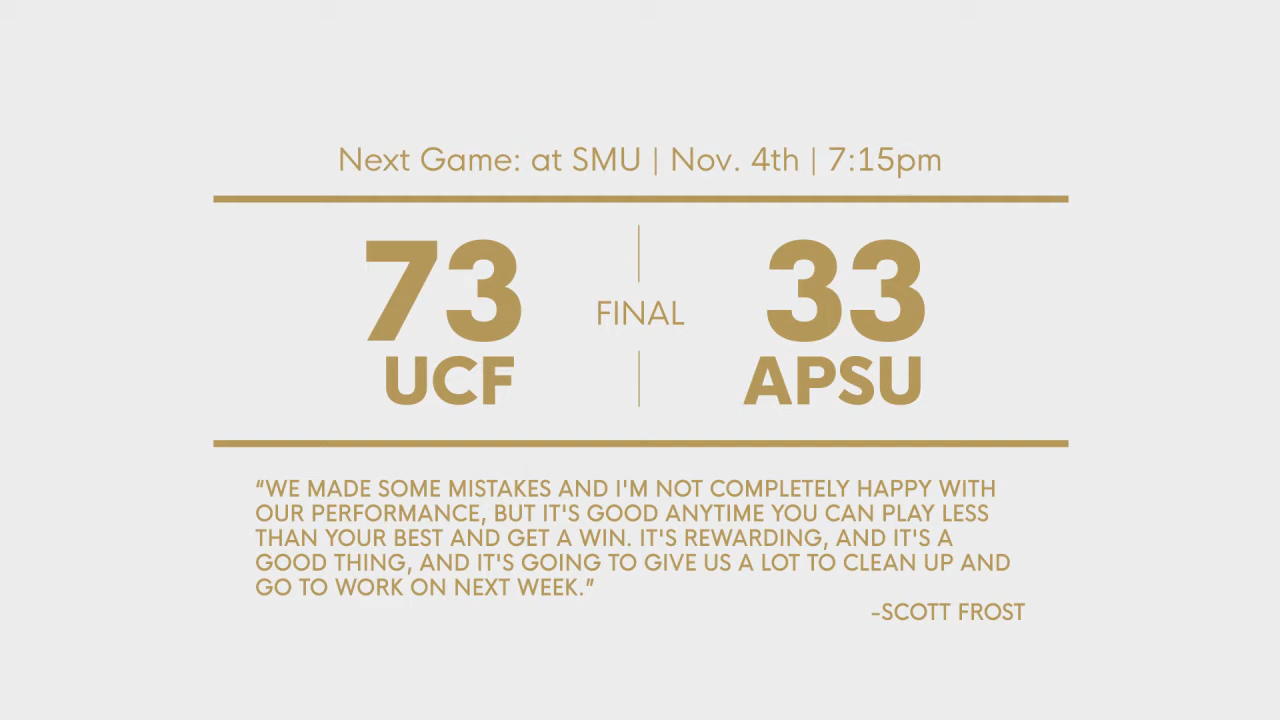 Next Game: at SMU | Nov. 4th | 7:15pm
73
33
FINAL
UCF
APSU
“WE MADE SOME MISTAKES AND I'M NOT COMPLETELY HAPPY WITH
OUR PERFORMANCE, BUT IT'S GOOD ANYTIME YOU CAN PLAY LESS
THAN YOUR BEST AND GET A WIN. IT'S REWARDING, AND IT'S A
GOOD THING, AND IT'S GOING TO GIVE US A LOT TO CLEAN UP AND
GO TO WORK ON NEXT WEEK.”
-SCOTT FROST